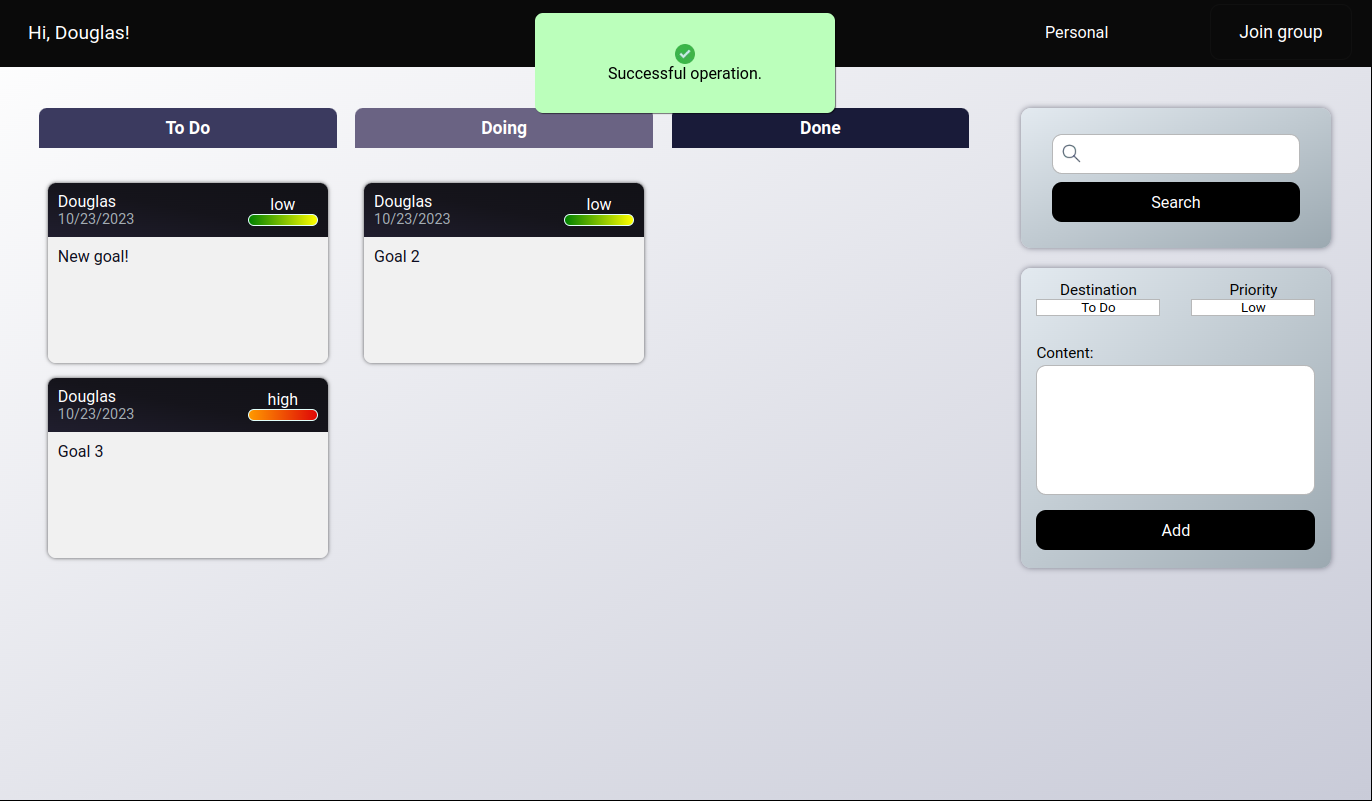 Hi, Douglas!
Successful operation.
Personal
Join group
To Do
Doing
Done
Douglas
10/23/2023
low
New goal!
Douglas
10/23/2023
high
Goal 3
Douglas
10/23/2023
low
Goal 2
Search
Destination
To Do
Priority
Low
Content:
Add